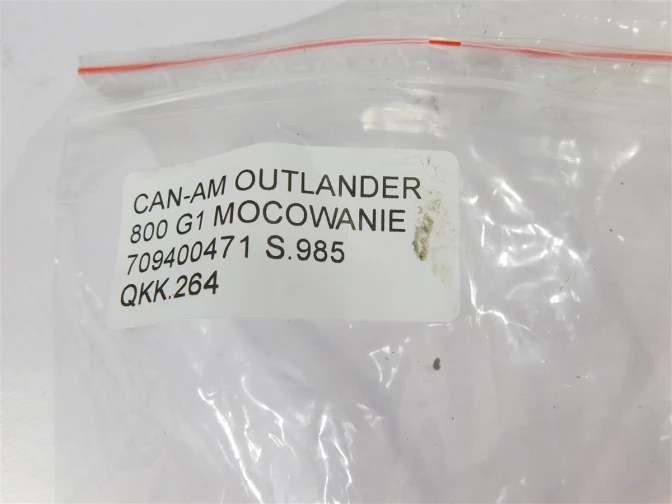 CAN-AM OUTLANDER
800 G1 MOCOWANIE
709400471 S.985
QKK.264